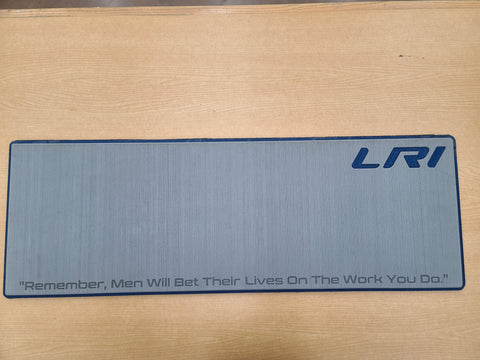 LRI
"Remember, Men Will Bet Their Lives On The Work You Do."